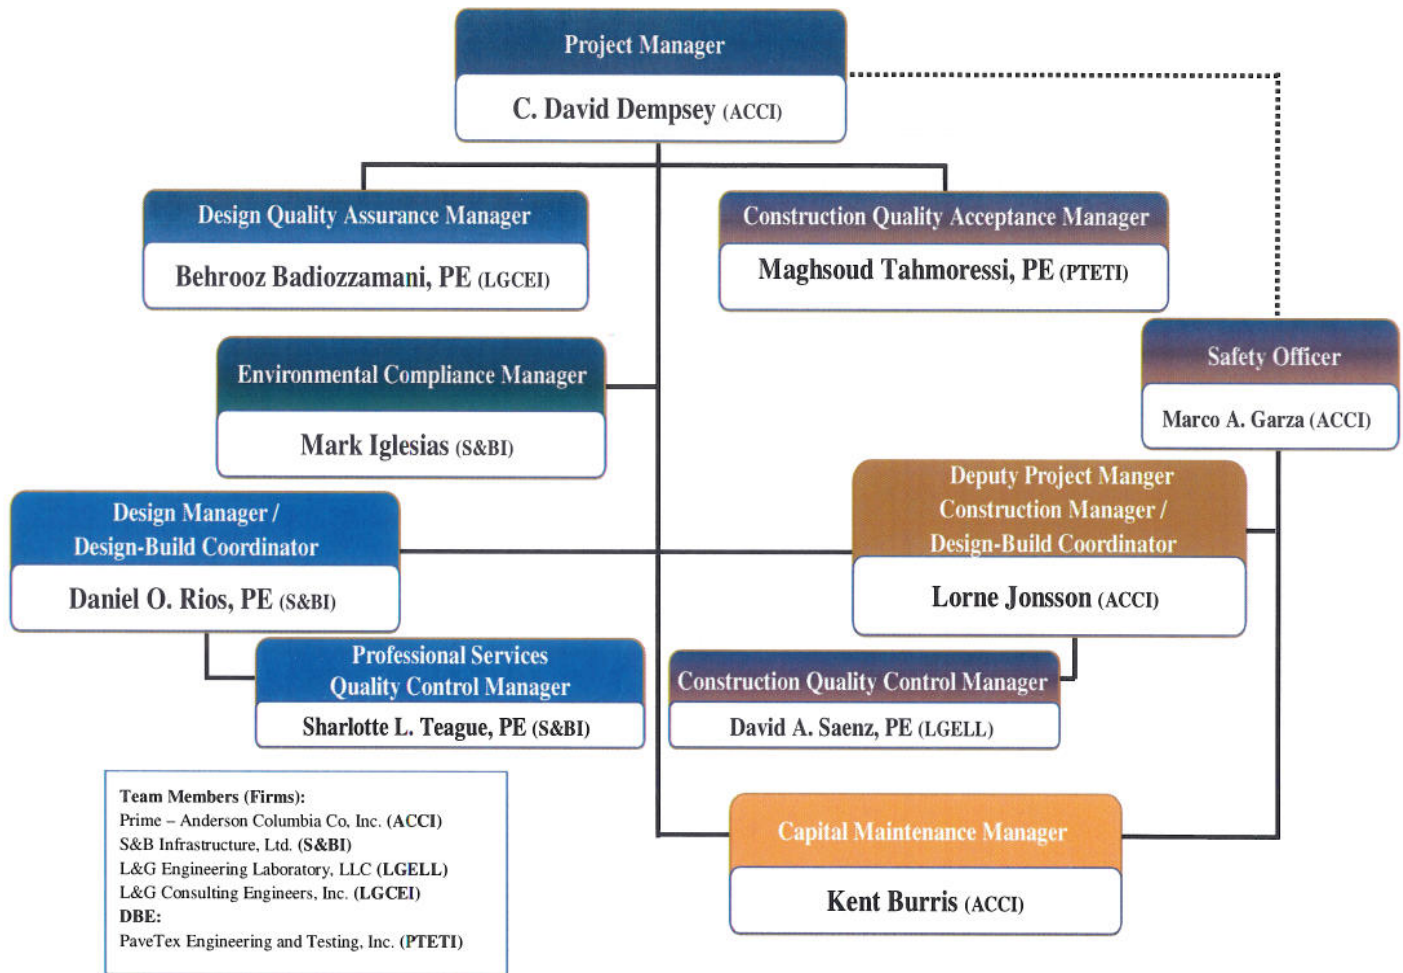 Project Manager
C. David Dempsey (ACCI)
Design Quality Assurance Manager
Behrooz Badiozzamani, PE (LGCEI)
Construction Quality Acceptance Manager
Maghsoud Tahmoressi, PE (PTETI)
Environmental Compliance Manager
Mark Iglesias (S&BI)
Safety Officer
Marco A. Garza (ACCI)
Design Manager /
Design-Build Coordinator
Daniel O. Rios, PE (S&BI)
Deputy Project Manger
Construction Manager /
Design-Build Coordinator
Lorne Jonsson (ACCI)
Professional Services
Quality Control Manager
Sharlotte L. Teague, PE (S&BI)
Construction Quality Control Manager
David A. Saenz, PE (LGELL)
Team Members (Firms):
Prime – Anderson Columbia Co, Inc. (ACCI)
S&B Infrastructure, Ltd. (S&BI)
L&G Engineering Laboratory, LLC (LGELL)
L&G Consulting Engineers, Inc. (LGCEI)
DBE:
PaveTex Engineering and Testing, Inc. (PTETI)
Capital Maintenance Manager
Kent Burris (ACCI)